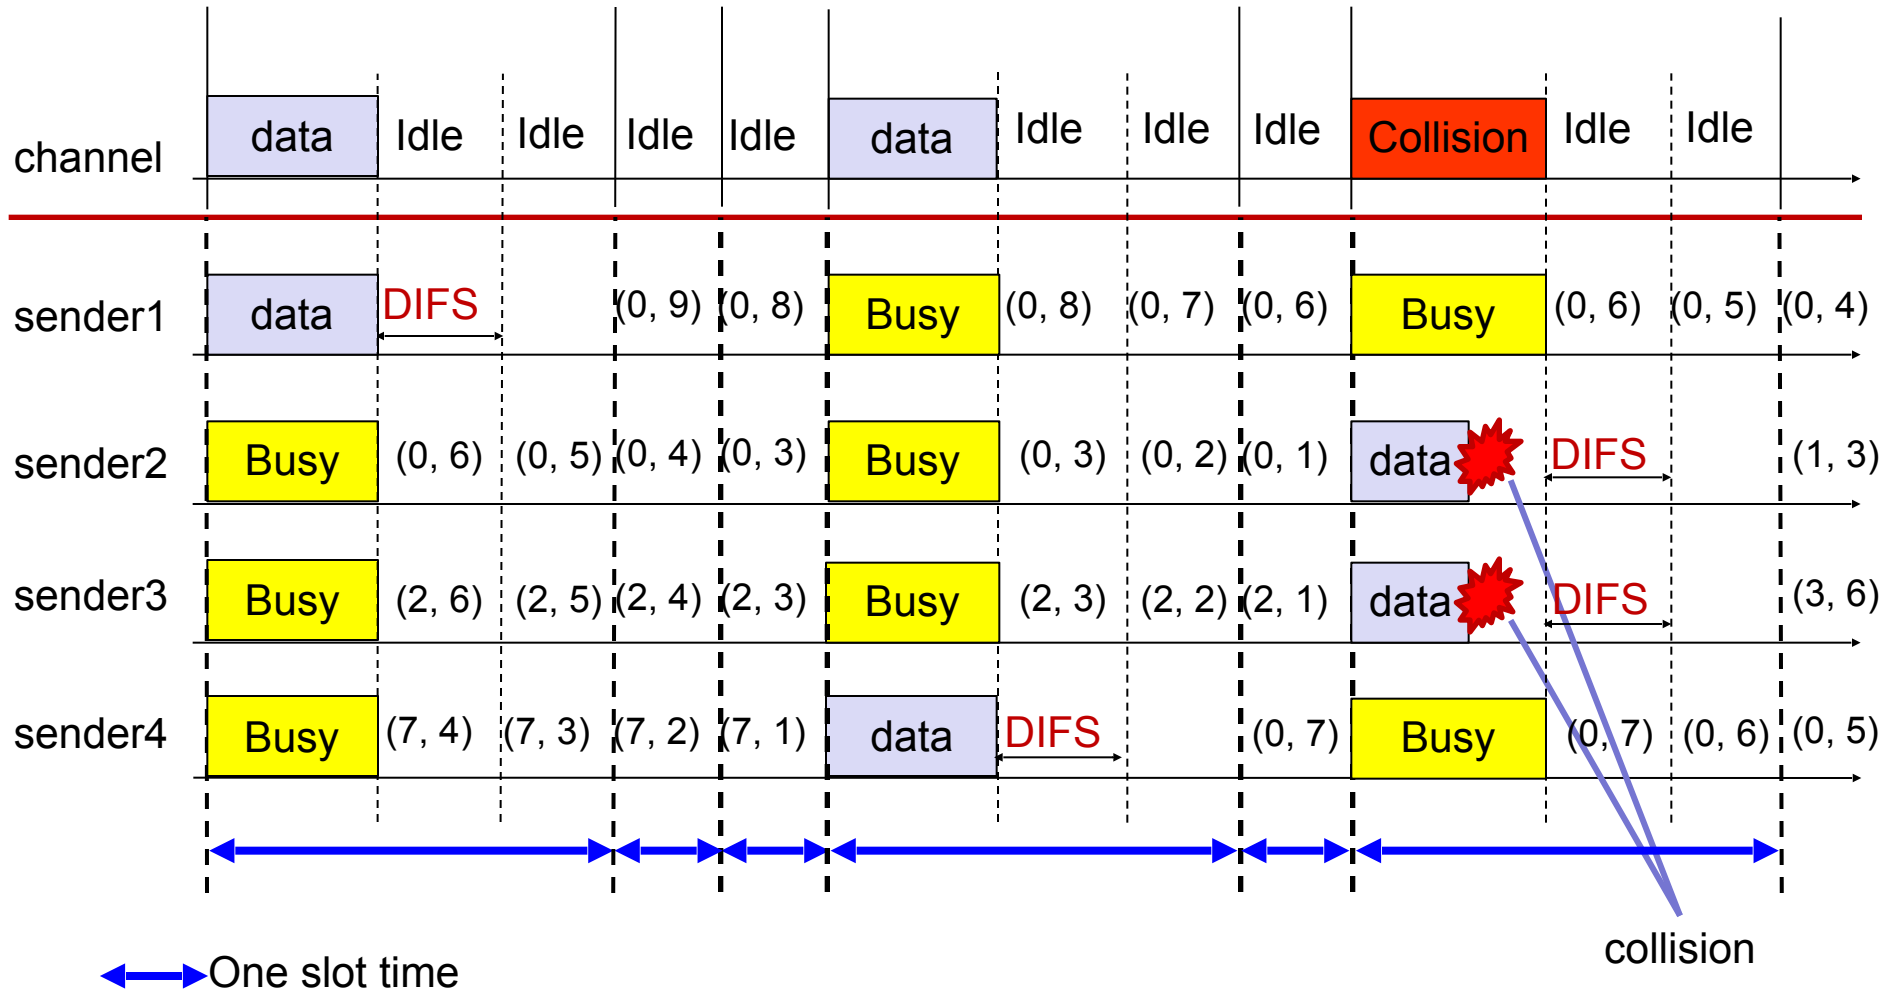 channel data Idle Idle Idle Idle data Idle Idle Idle Collision Idle Idle
sender1 data DIFS (0, 9) (0, 8) Busy (0, 8) (0, 7) (0, 6) Busy (0, 6) (0, 5) (0, 4)
sender2 Busy (0, 6) (0, 5) (0, 4) (0, 3) Busy (0, 3) (0, 2) (0, 1) data DIFS (1, 3)
sender3 Busy (2, 6) (2, 5) (2, 4) (2, 3) Busy (2, 3) (2, 2) (2, 1) data DIFS (3, 6)
sender4 Busy (7, 4) (7, 3) (7, 2) (7, 1) data DIFS (0, 7) Busy (0, 7) (0, 6) (0, 5)
collision
One slot time